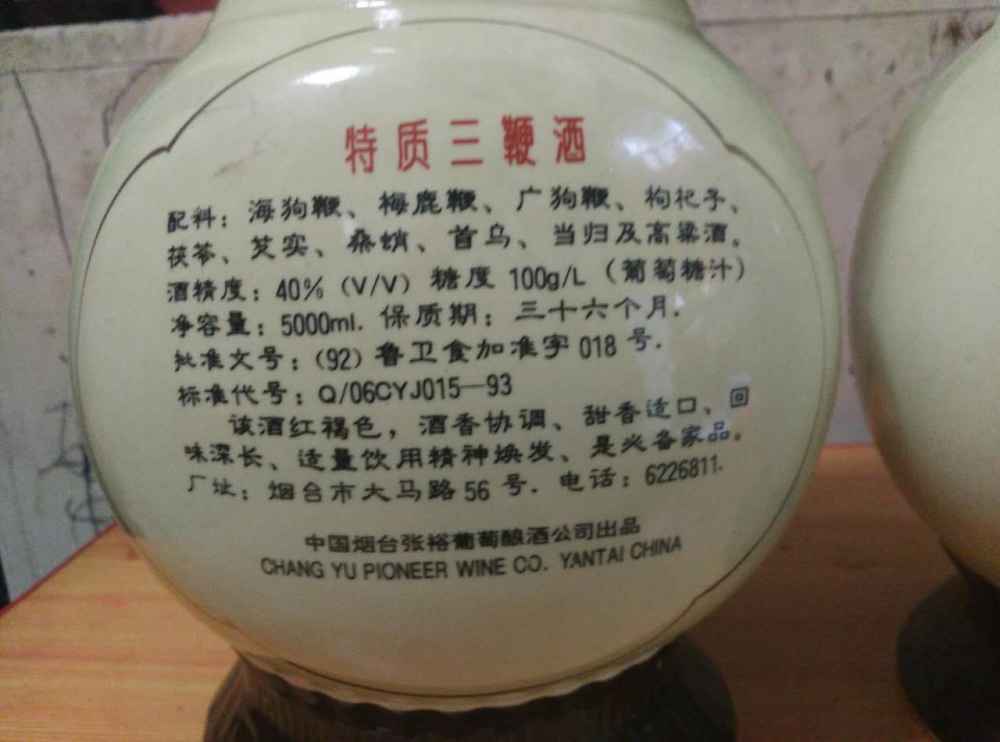 特质三鞭酒
配料：海狗鞭、梅鹿鞭、广狗鞭、枸杞子、
茯苓、芡实、桑蛸、首乌、当归及高粱酒。
酒精度：40%（V/V）糖度 100g/L（葡萄糖汁）
净容量：5000ml. 保质期：三十六个月.
批准文号：（92）鲁卫食加准字018号.
标准代号：Q/06CYJ015—93
该酒红褐色，酒香协调、甜香适口、回
味深长、适量饮用精神焕发、是必备家品。
厂址：烟台市大马路56号. 电话：6226811.
中国烟台张裕葡萄酿酒公司出品
CHANG YU PIONEER WINE CO. YANTAI CHINA